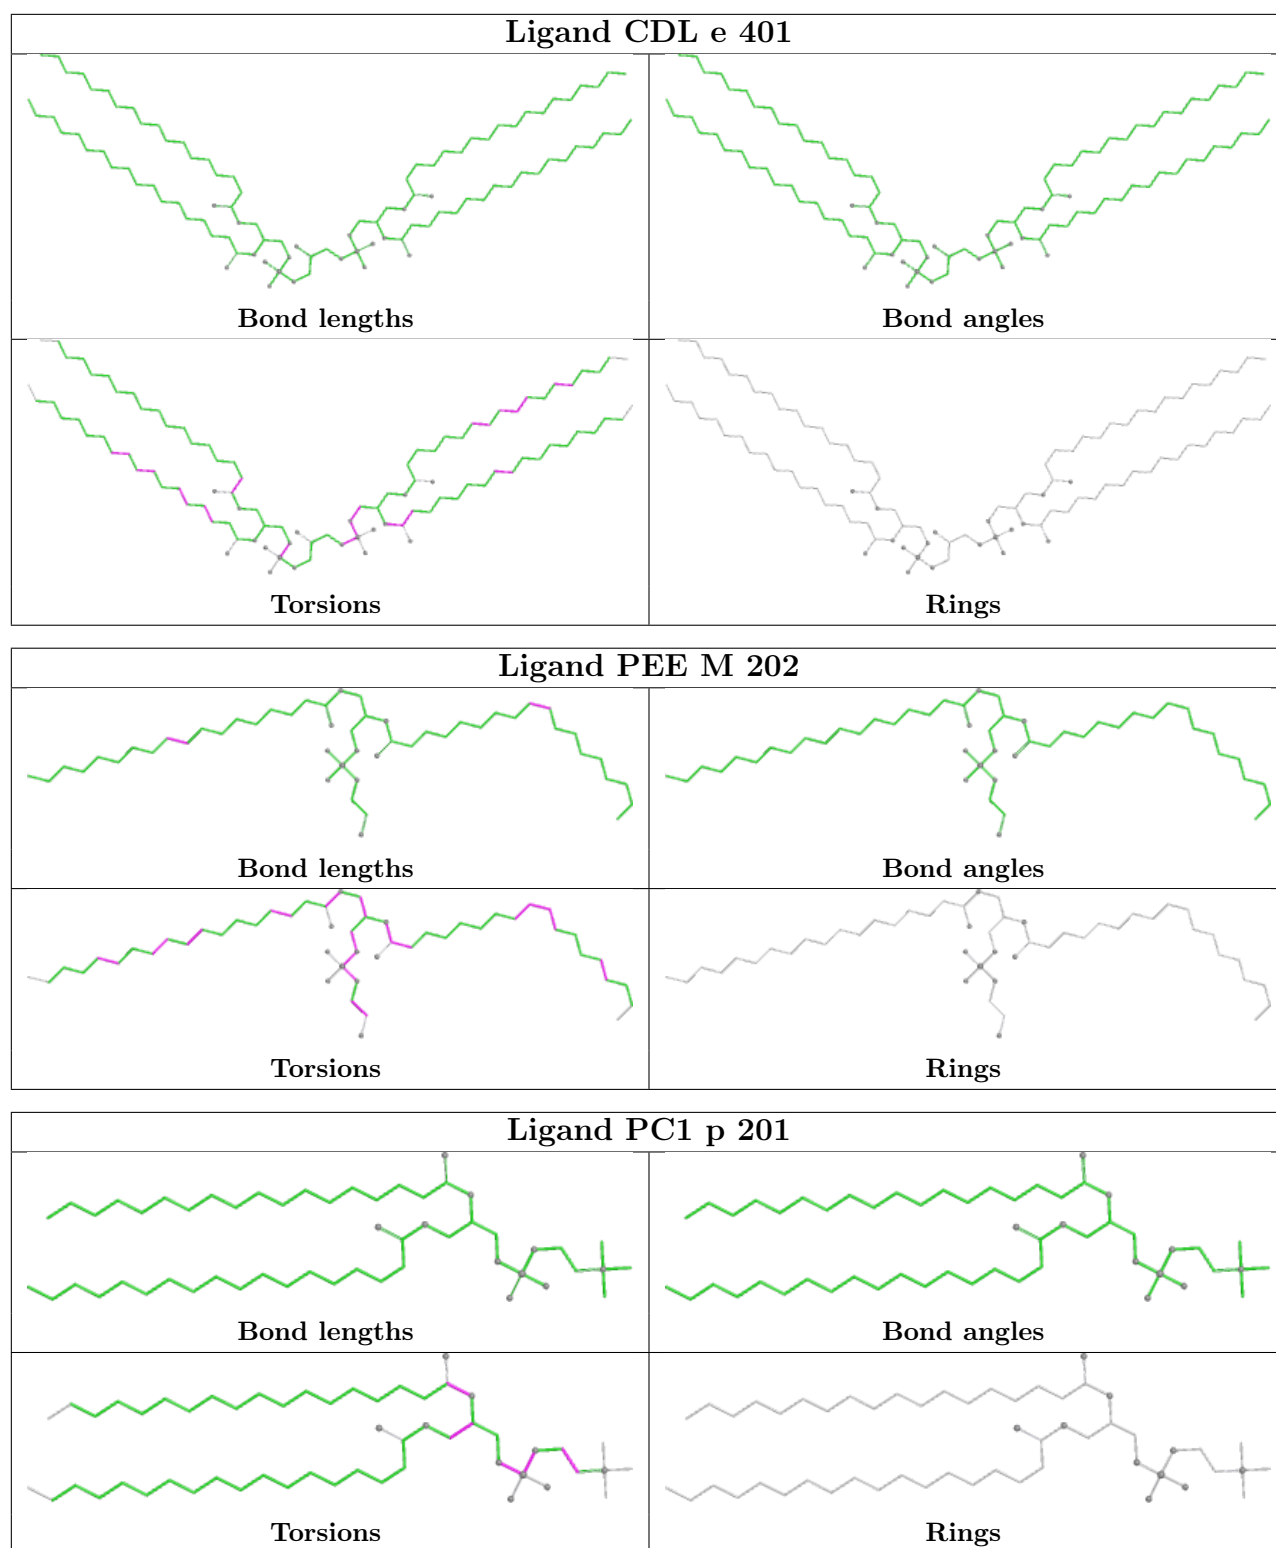 Ligand CDL e 401
Bond lengths
Bond angles
Torsions
Rings
Ligand PEE M 202
Bond lengths
Bond angles
Torsions
Rings
Ligand PC1 p 201
Bond lengths
Bond angles
Torsions
Rings